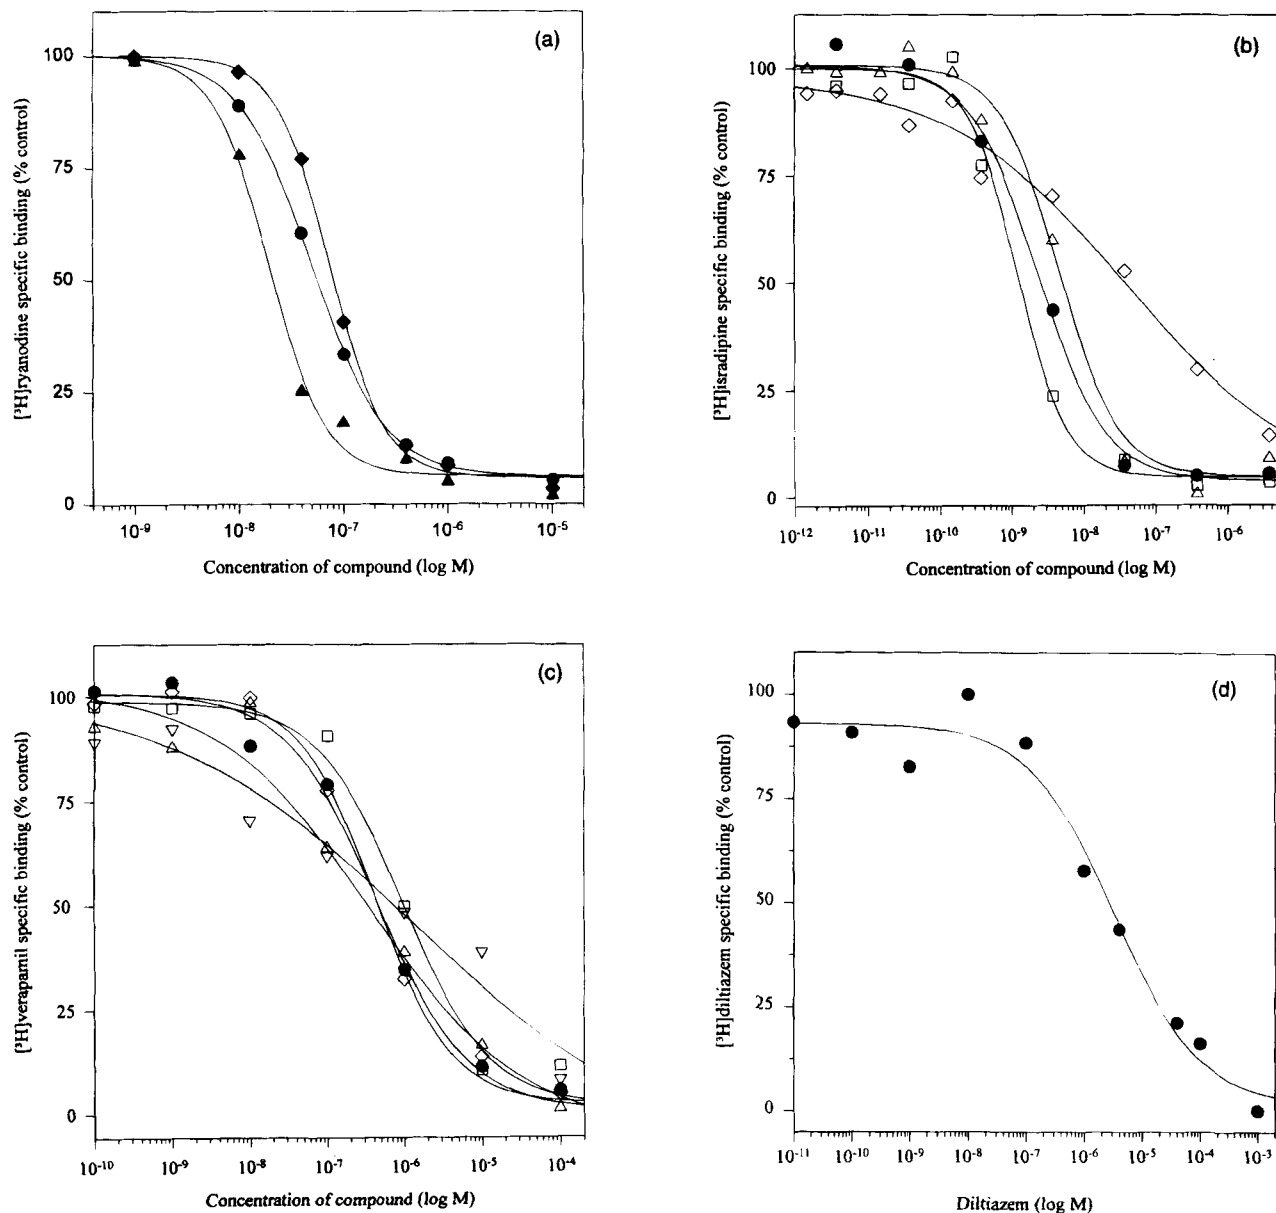 (a)
[³H]ryanodine specific binding (% control)
100
75
50
25
0
10⁻⁹ 10⁻⁸ 10⁻⁷ 10⁻⁶ 10⁻⁵
Concentration of compound (log M)
(b)
[³H]isradipine specific binding (% control)
100
75
50
25
0
10⁻¹² 10⁻¹¹ 10⁻¹⁰ 10⁻⁹ 10⁻⁸ 10⁻⁷ 10⁻⁶
Concentration of compound (log M)
(c)
[³H]verapamil specific binding (% control)
100
75
50
25
0
10⁻¹⁰ 10⁻⁹ 10⁻⁸ 10⁻⁷ 10⁻⁶ 10⁻⁵ 10⁻⁴
Concentration of compound (log M)
(d)
[³H]diltiazem specific binding (% control)
100
75
50
25
0
10⁻¹¹ 10⁻¹⁰ 10⁻⁹ 10⁻⁸ 10⁻⁷ 10⁻⁶ 10⁻⁵ 10⁻⁴ 10⁻³
Diltiazem (log M)